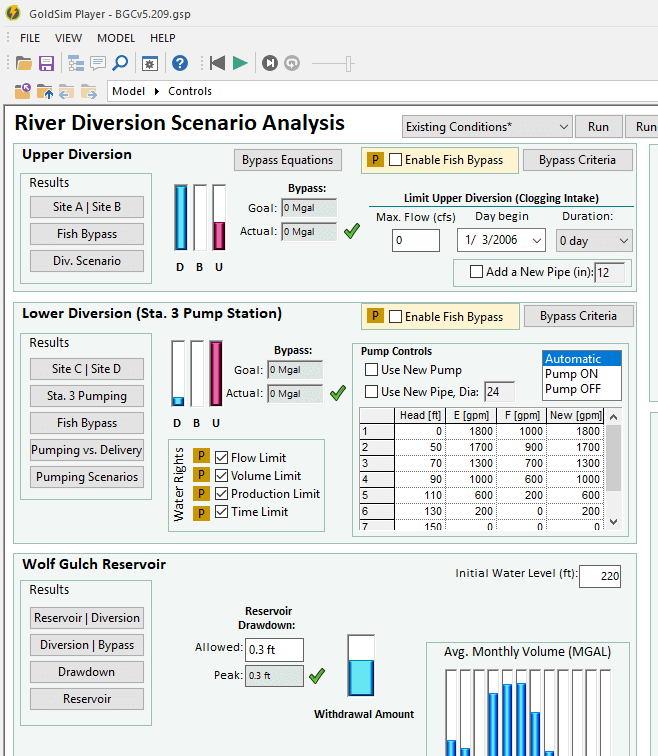 GoldSim Player - BGCv5.209.gsp
FILE VIEW MODEL HELP
Model Controls
River Diversion Scenario Analysis
Existing Conditions*
Run
Run
Upper Diversion
Bypass Equations
P Enable Fish Bypass
Bypass Criteria
Results
Site A | Site B
Fish Bypass
Div. Scenario
D B U
Bypass:
Goal: 0 Mgal
Actual: 0 Mgal
Limit Upper Diversion (Clogging Intake)
Max. Flow (cfs) Day begin Duration:
0 1/ 3/2006 0 day
Add a New Pipe (in): 12
Lower Diversion (Sta. 3 Pump Station)
P Enable Fish Bypass
Bypass Criteria
Results
Site C | Site D
Sta. 3 Pumping
Fish Bypass
Pumping vs. Delivery
Pumping Scenarios
D B U
Bypass:
Goal: 0 Mgal
Actual: 0 Mgal
Water Rights
P Flow Limit
P Volume Limit
P Production Limit
P Time Limit
Pump Controls
Use New Pump
Use New Pipe, Dia: 24
Automatic
Pump ON
Pump OFF
Head [ft] E [gpm] F [gpm] New [gpm]
1 0 1800 1000 1800
2 50 1700 900 1700
3 70 1300 700 1300
4 90 1000 600 1000
5 110 600 200 600
6 130 200 0 200
7 150 0 0 0
Wolf Gulch Reservoir
Initial Water Level (ft): 220
Results
Reservoir | Diversion
Diversion | Bypass
Drawdown
Reservoir
Reservoir
Drawdown:
Allowed: 0.3 ft
Peak: 0.3 ft
Withdrawal Amount
Avg. Monthly Volume (MGAL)